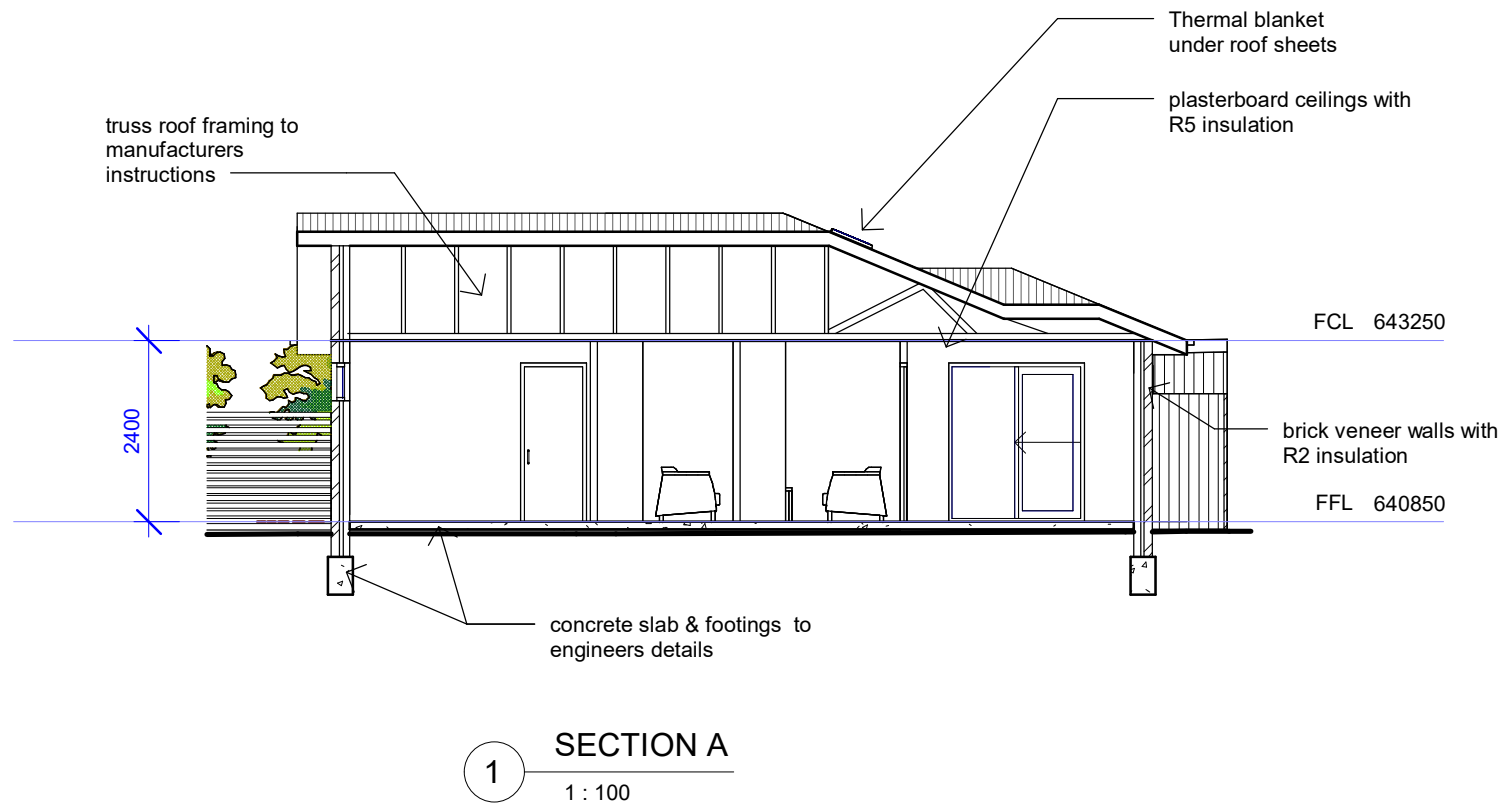 Thermal blanket
under roof sheets
plasterboard ceilings with
R5 insulation
truss roof framing to
manufacturers
instructions
FCL 643250
2400
brick veneer walls with
R2 insulation
FFL 640850
concrete slab & footings to
engineers details
1
SECTION A
1 : 100